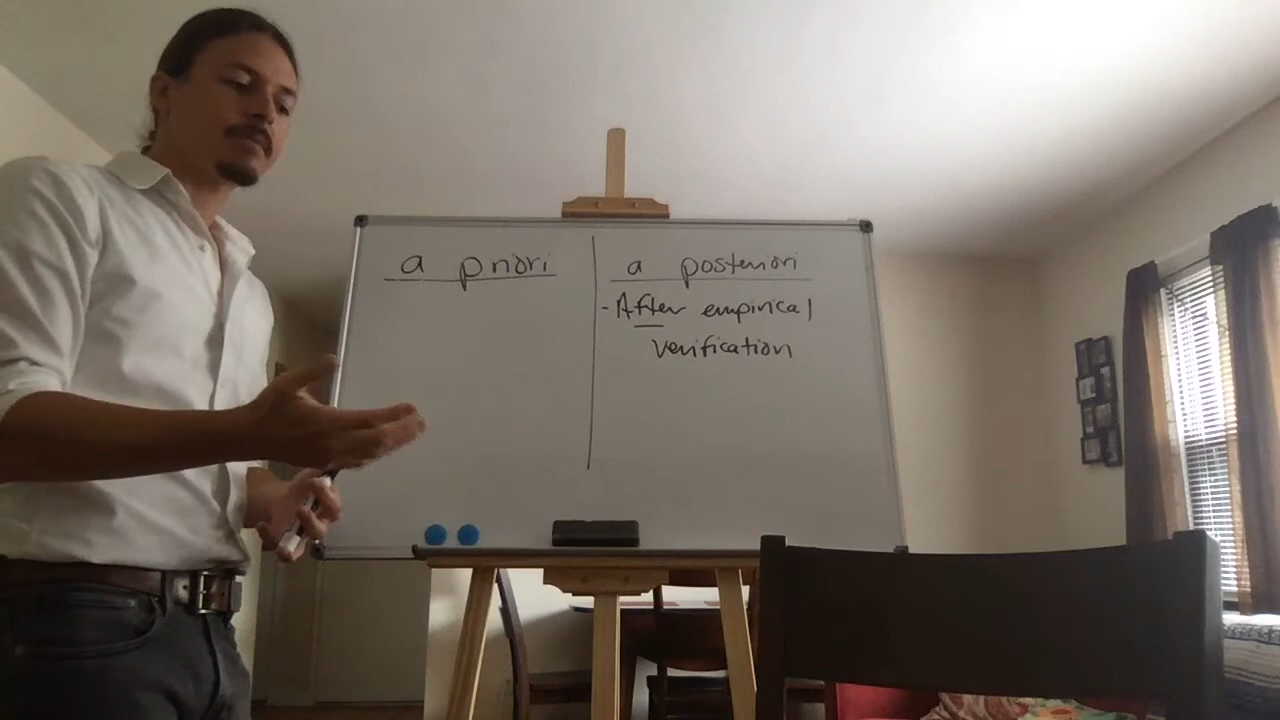 a priori
a posteriori
- After empirical
verification